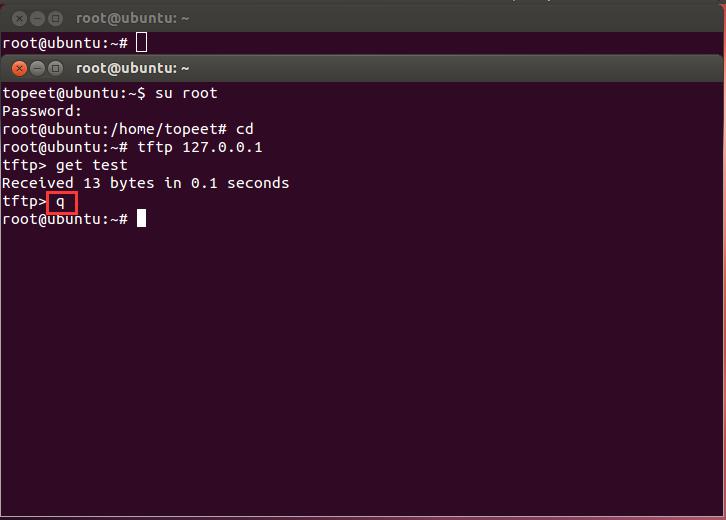 root@ubuntu: ~
root@ubuntu:~#
root@ubuntu: ~
topeet@ubuntu:~$ su root
Password:
root@ubuntu:/home/topeet# cd
root@ubuntu:~# tftp 127.0.0.1
tftp> get test
Received 13 bytes in 0.1 seconds
tftp> q
root@ubuntu:~#